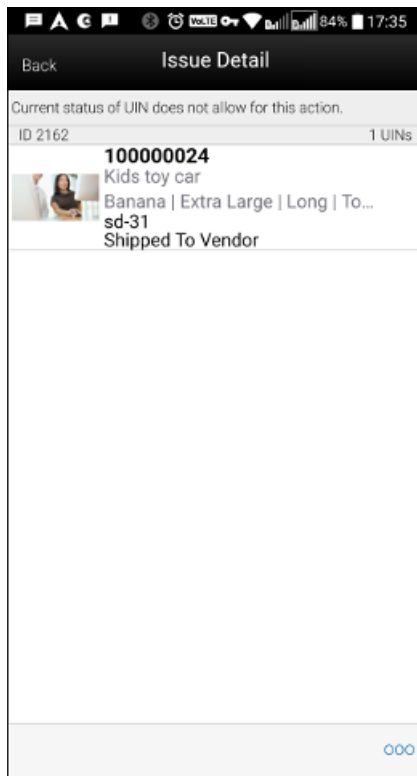 VoLTE 84% 17:35
Back Issue Detail
Current status of UIN does not allow for this action.
ID 2162 1 UINs
100000024
Kids toy car
Banana | Extra Large | Long | To...
sd-31
Shipped To Vendor